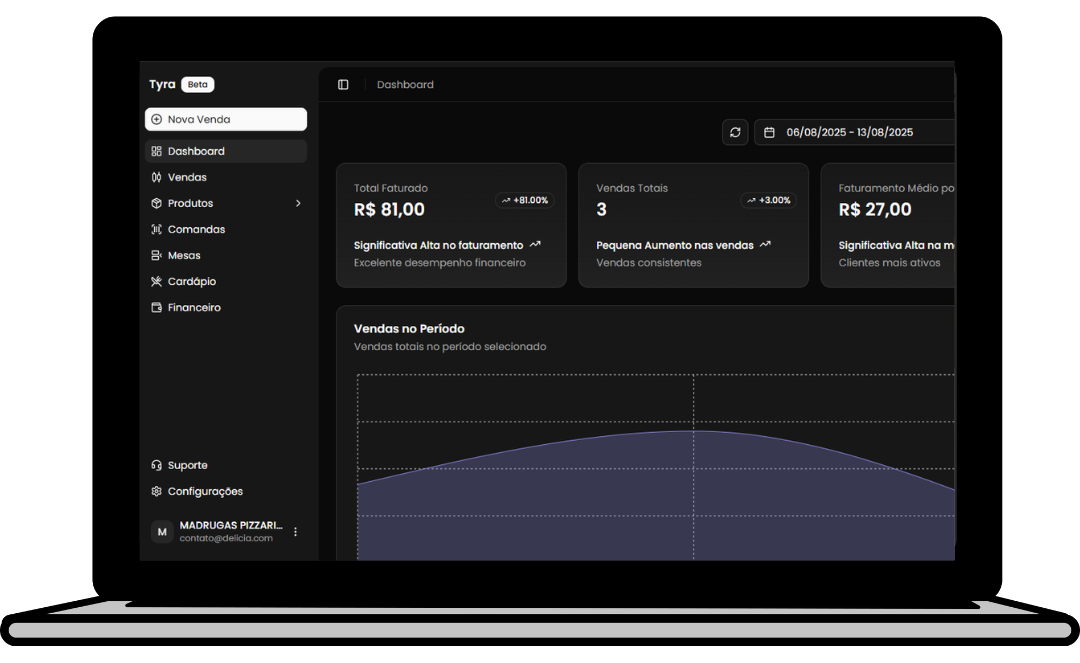 Tyra Beta
Nova Venda
Dashboard
Vendas
Produtos
Comandas
Mesas
Cardápio
Financeiro
Suporte
Configurações
M
MADRUGAS PIZZARI...
contato@delicia.com
Dashboard
06/08/2025 - 13/08/2025
Total Faturado
R$ 81,00
+81.00%
Significativa Alta no faturamento
Excelente desempenho financeiro
Vendas Totais
3
+3.00%
Pequena Aumento nas vendas
Vendas consistentes
Faturamento Médio po
R$ 27,00
Significativa Alta na m
Clientes mais ativos
Vendas no Período
Vendas totais no período selecionado